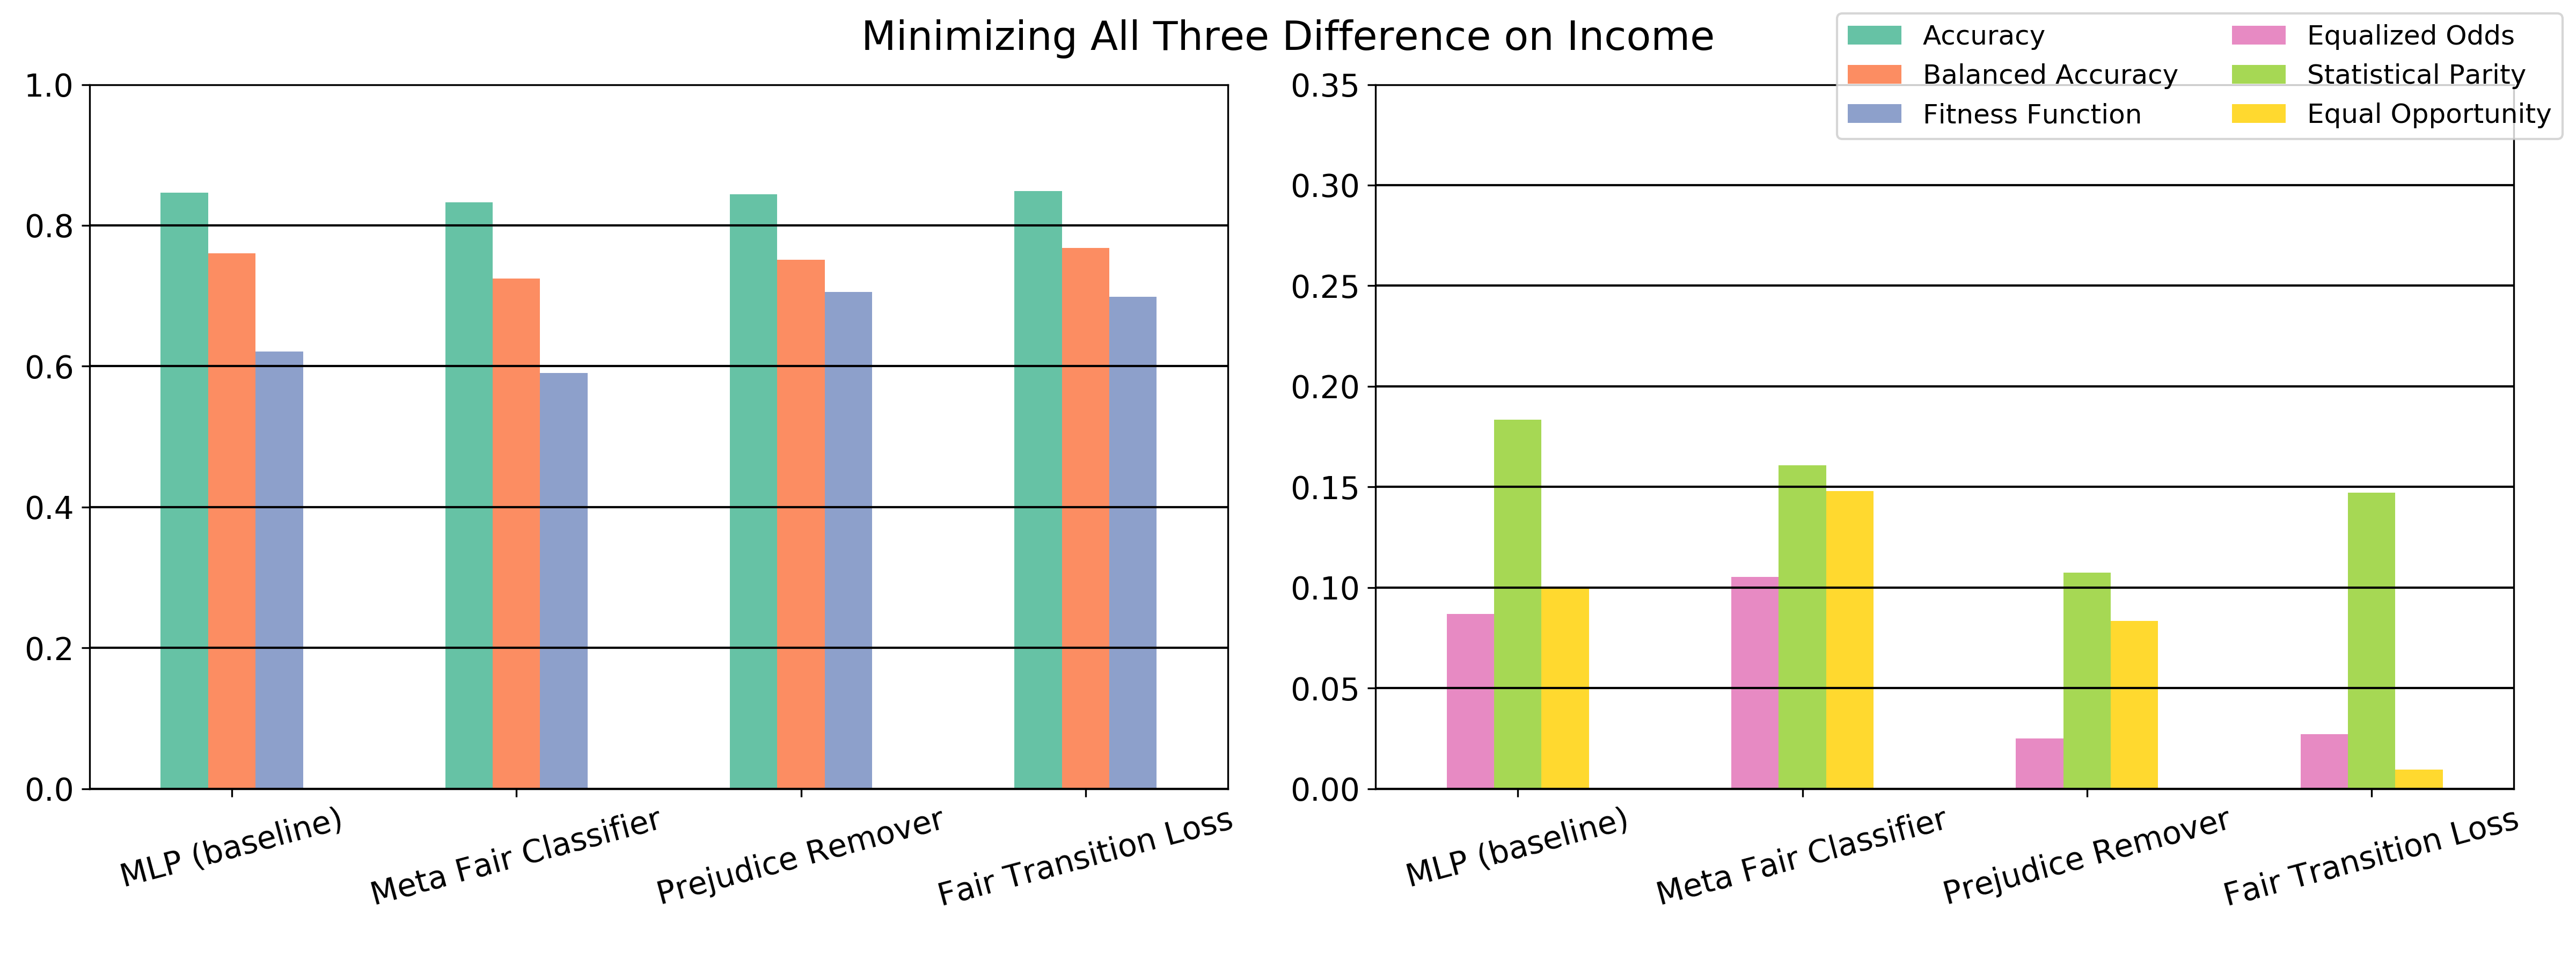 Minimizing All Three Difference on Income
Accuracy
Balanced Accuracy
Fitness Function
Equalized Odds
Statistical Parity
Equal Opportunity
1.0
0.8
0.6
0.4
0.2
0.0
MLP (baseline)
Meta Fair Classifier
Prejudice Remover
Fair Transition Loss
0.35
0.30
0.25
0.20
0.15
0.10
0.05
0.00
MLP (baseline)
Meta Fair Classifier
Prejudice Remover
Fair Transition Loss